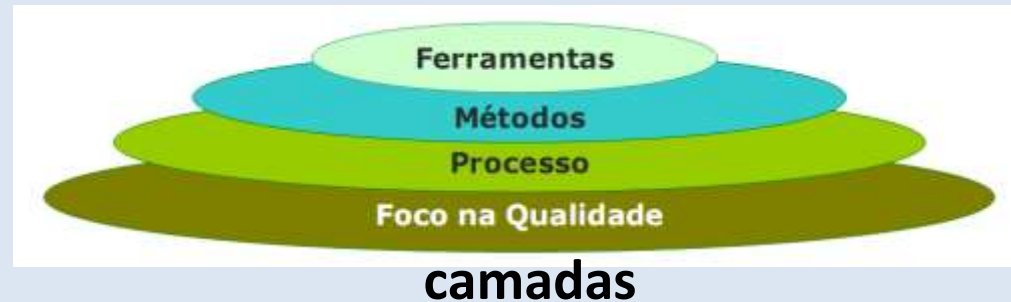 Ferramentas
Métodos
Processo
Foco na Qualidade
camadas